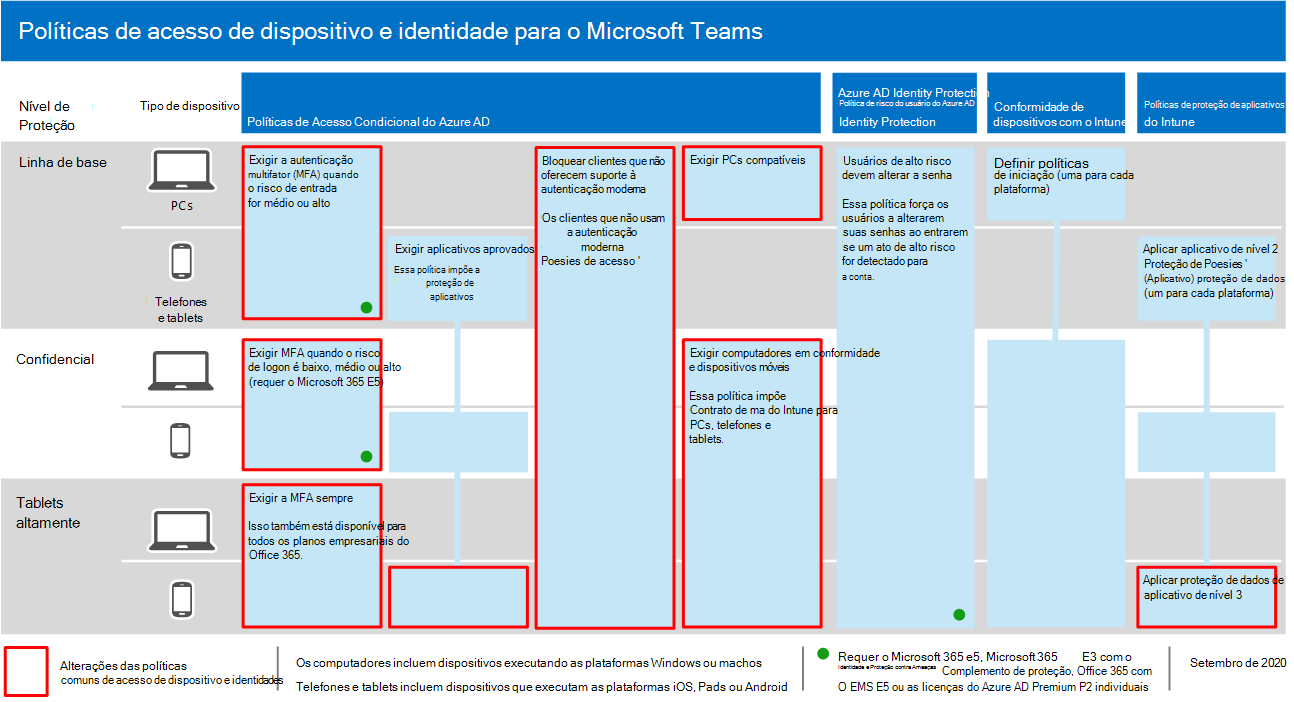 Políticas de acesso de dispositivo e identidade para o Microsoft Teams
Nível de
Proteção
Tipo de dispositivo
Políticas de Acesso Condicional do Azure AD
Azure AD Identity Protection
Política de risco do usuário do Azure AD
Identity Protection
Conformidade de
dispositivos com o Intune
Políticas de proteção de aplicativos
do Intune
Linha de base
PCs
Telefones
e tablets
Exigir a autenticação
multifator (MFA) quando
o risco de entrada
for médio ou alto
Exigir aplicativos aprovados
Essa política impõe a
proteção de
aplicativos
Bloquear clientes que não
oferecem suporte à
autenticação moderna
Os clientes que não usam
a autenticação
moderna
Poesies de acesso '
Exigir PCs compatíveis
Usuários de alto risco
devem alterar a senha
Essa política força os
usuários a alterarem
suas senhas ao entrarem
se um ato de alto risco
for detectado para
a conta.
Definir políticas
de iniciação (uma para cada
plataforma)
Aplicar aplicativo de nível 2
Proteção de Poesies '
(Aplicativo) proteção de dados
(um para cada plataforma)
Confidencial
Exigir MFA quando o risco
de logon é baixo, médio ou alto
(requer o Microsoft 365 E5)
Exigir computadores em conformidade
e dispositivos móveis
Essa política impõe
Contrato de ma do Intune para
PCs, telefones e
tablets.
Tablets
altamente
Exigir a MFA sempre
Isso também está disponível para
todos os planos empresariais do
Office 365.
Aplicar proteção de dados de
aplicativo de nível 3
Alterações das políticas
comuns de acesso de dispositivo e identidades
Os computadores incluem dispositivos executando as plataformas Windows ou machos
Telefones e tablets incluem dispositivos que executam as plataformas iOS, Pads ou Android
Requer o Microsoft 365 e5, Microsoft 365 E3 com o
Identidade e Proteção contra Ameaças
Complemento de proteção, Office 365 com
O EMS E5 ou as licenças do Azure AD Premium P2 individuais
Setembro de 2020